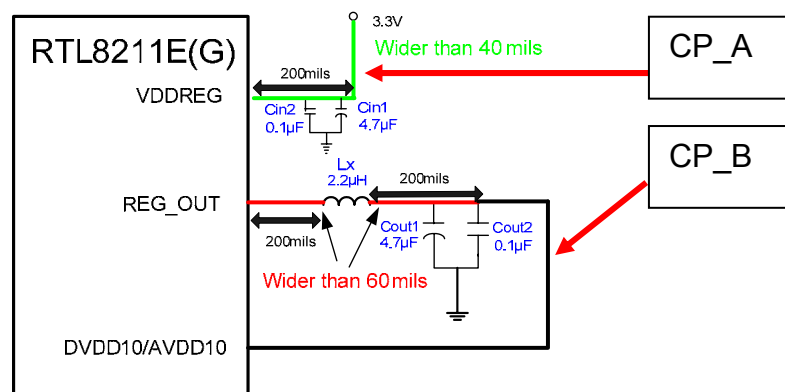 3.3V
RTL8211E(G)
Wider than 40 mils
CP_A
200mils
VDDREG
Cin2
0.1µF
Cin1
4.7µF
CP_B
Lx
2.2µH
200mils
REG_OUT
200mils
Cout1
4.7µF
Cout2
0.1µF
Wider than 60 mils
DVDD10/AVDD10